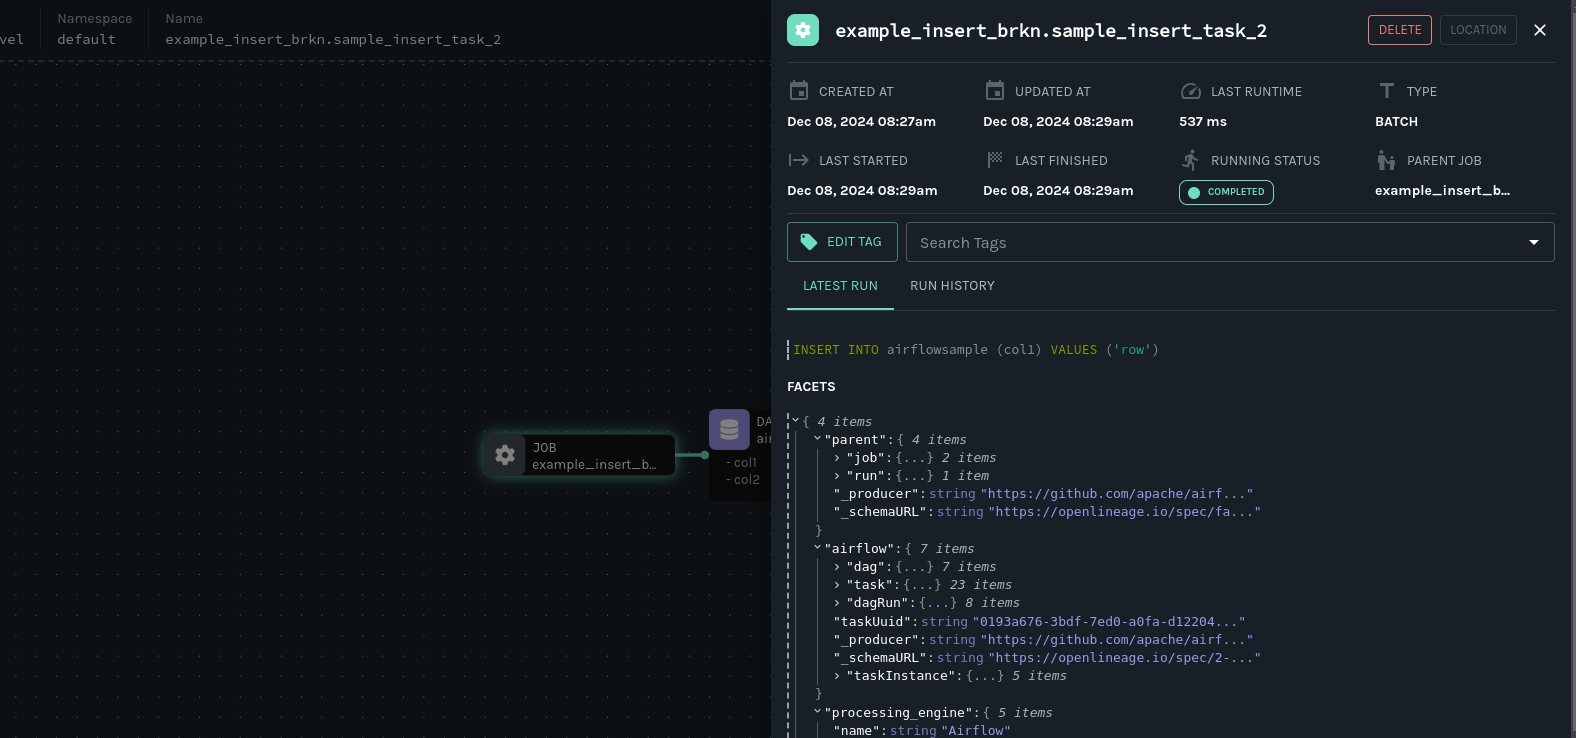 Namespace
Name
vel
default
example_insert_brkn.sample_insert_task_2
JOB
example_insert_b…
DA
air
- col1
- col2
example_insert_brkn.sample_insert_task_2
DELETE
LOCATION
CREATED AT
UPDATED AT
LAST RUNTIME
TYPE
Dec 08, 2024 08:27am
Dec 08, 2024 08:29am
537 ms
BATCH
LAST STARTED
LAST FINISHED
RUNNING STATUS
PARENT JOB
Dec 08, 2024 08:29am
Dec 08, 2024 08:29am
COMPLETED
example_insert_b...
EDIT TAG
Search Tags
LATEST RUN
RUN HISTORY
INSERT INTO airflowsample (col1) VALUES ('row')
FACETS
{ 4 items
"parent":{ 4 items
"job":{...} 2 items
"run":{...} 1 item
"_producer":string "https://github.com/apache/airf..."
"_schemaURL":string "https://openlineage.io/spec/fa..."
}
"airflow":{ 7 items
"dag":{...} 7 items
"task":{...} 23 items
"dagRun":{...} 8 items
"taskUuid":string "0193a676-3bdf-7ed0-a0fa-d12204..."
"_producer":string "https://github.com/apache/airf..."
"_schemaURL":string "https://openlineage.io/spec/2-..."
"taskInstance":{...} 5 items
}
"processing_engine":{ 5 items
"name":string "Airflow"